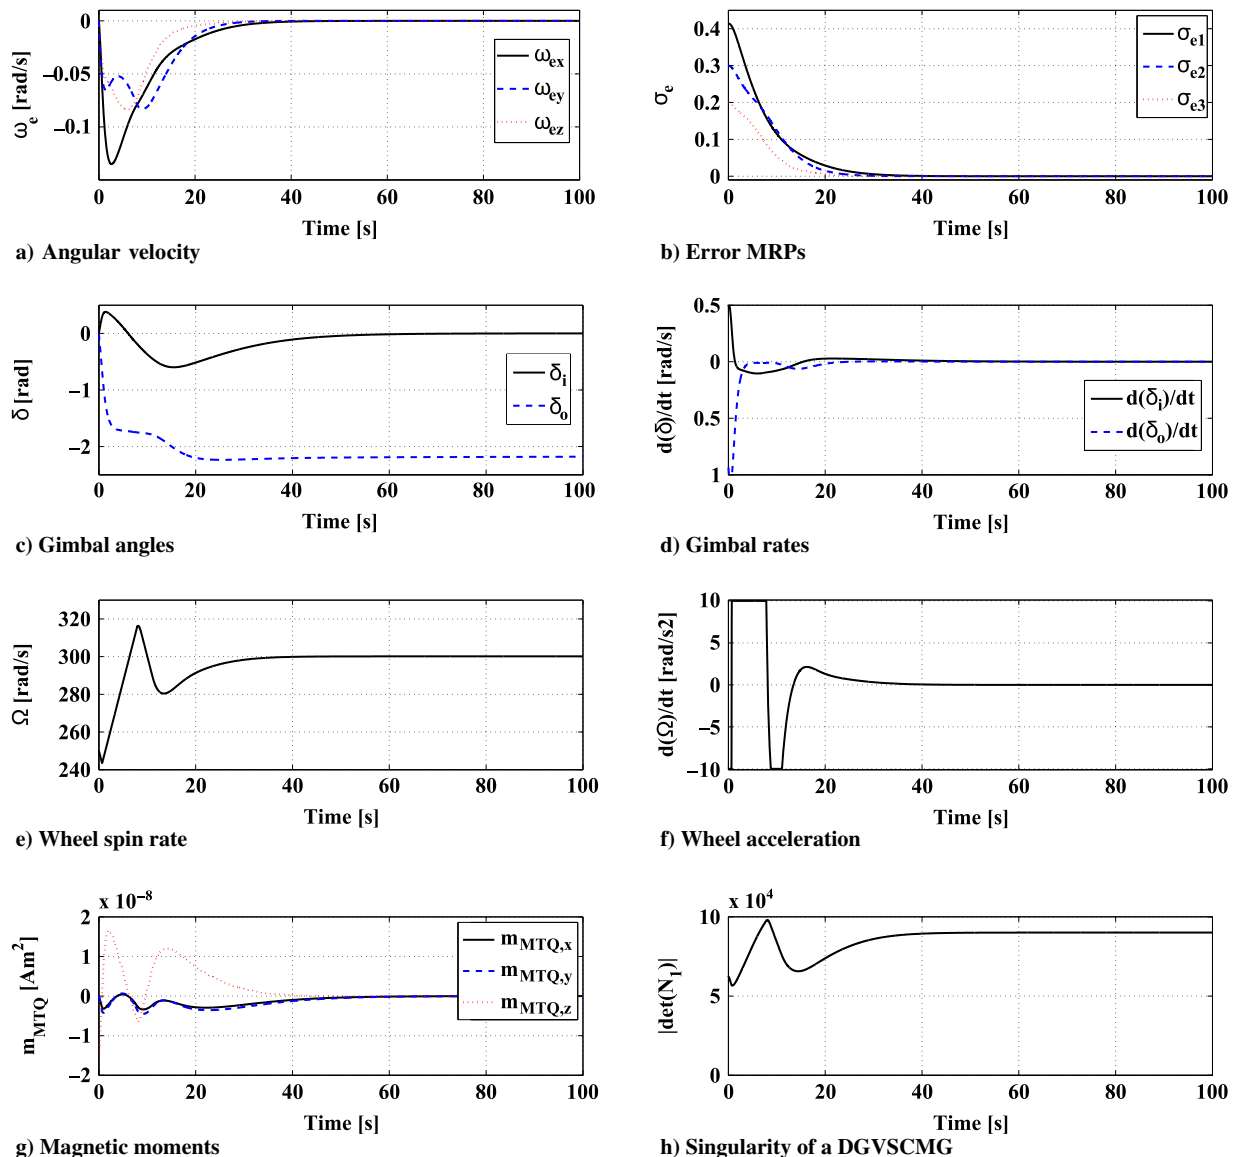 0
−0.05
−0.1
ω_e [rad/s]
ω_ex
ω_ey
ω_ez
0 20 40 60 80 100
Time [s]
a) Angular velocity
0.4
0.3
0.2
0.1
0
σ_e
σ_e1
σ_e2
σ_e3
0 20 40 60 80 100
Time [s]
b) Error MRPs
0
−1
−2
δ [rad]
δ_i
δ_o
0 20 40 60 80 100
Time [s]
c) Gimbal angles
0.5
0
0.5
1
d(δ)/dt [rad/s]
d(δ_i)/dt
d(δ_o)/dt
0 20 40 60 80 100
Time [s]
d) Gimbal rates
320
300
280
260
240
Ω [rad/s]
0 20 40 60 80 100
Time [s]
e) Wheel spin rate
10
5
0
−5
−10
d(Ω)/dt [rad/s2]
0 20 40 60 80 100
Time [s]
f) Wheel acceleration
x 10^−8
2
1
0
−1
−2
m_MTQ [Am^2]
m_MTQ,x
m_MTQ,y
m_MTQ,z
0 20 40 60 80 100
Time [s]
g) Magnetic moments
x 10^4
10
5
0
|det(N_1)|
0 20 40 60 80 100
Time [s]
h) Singularity of a DGVSCMG